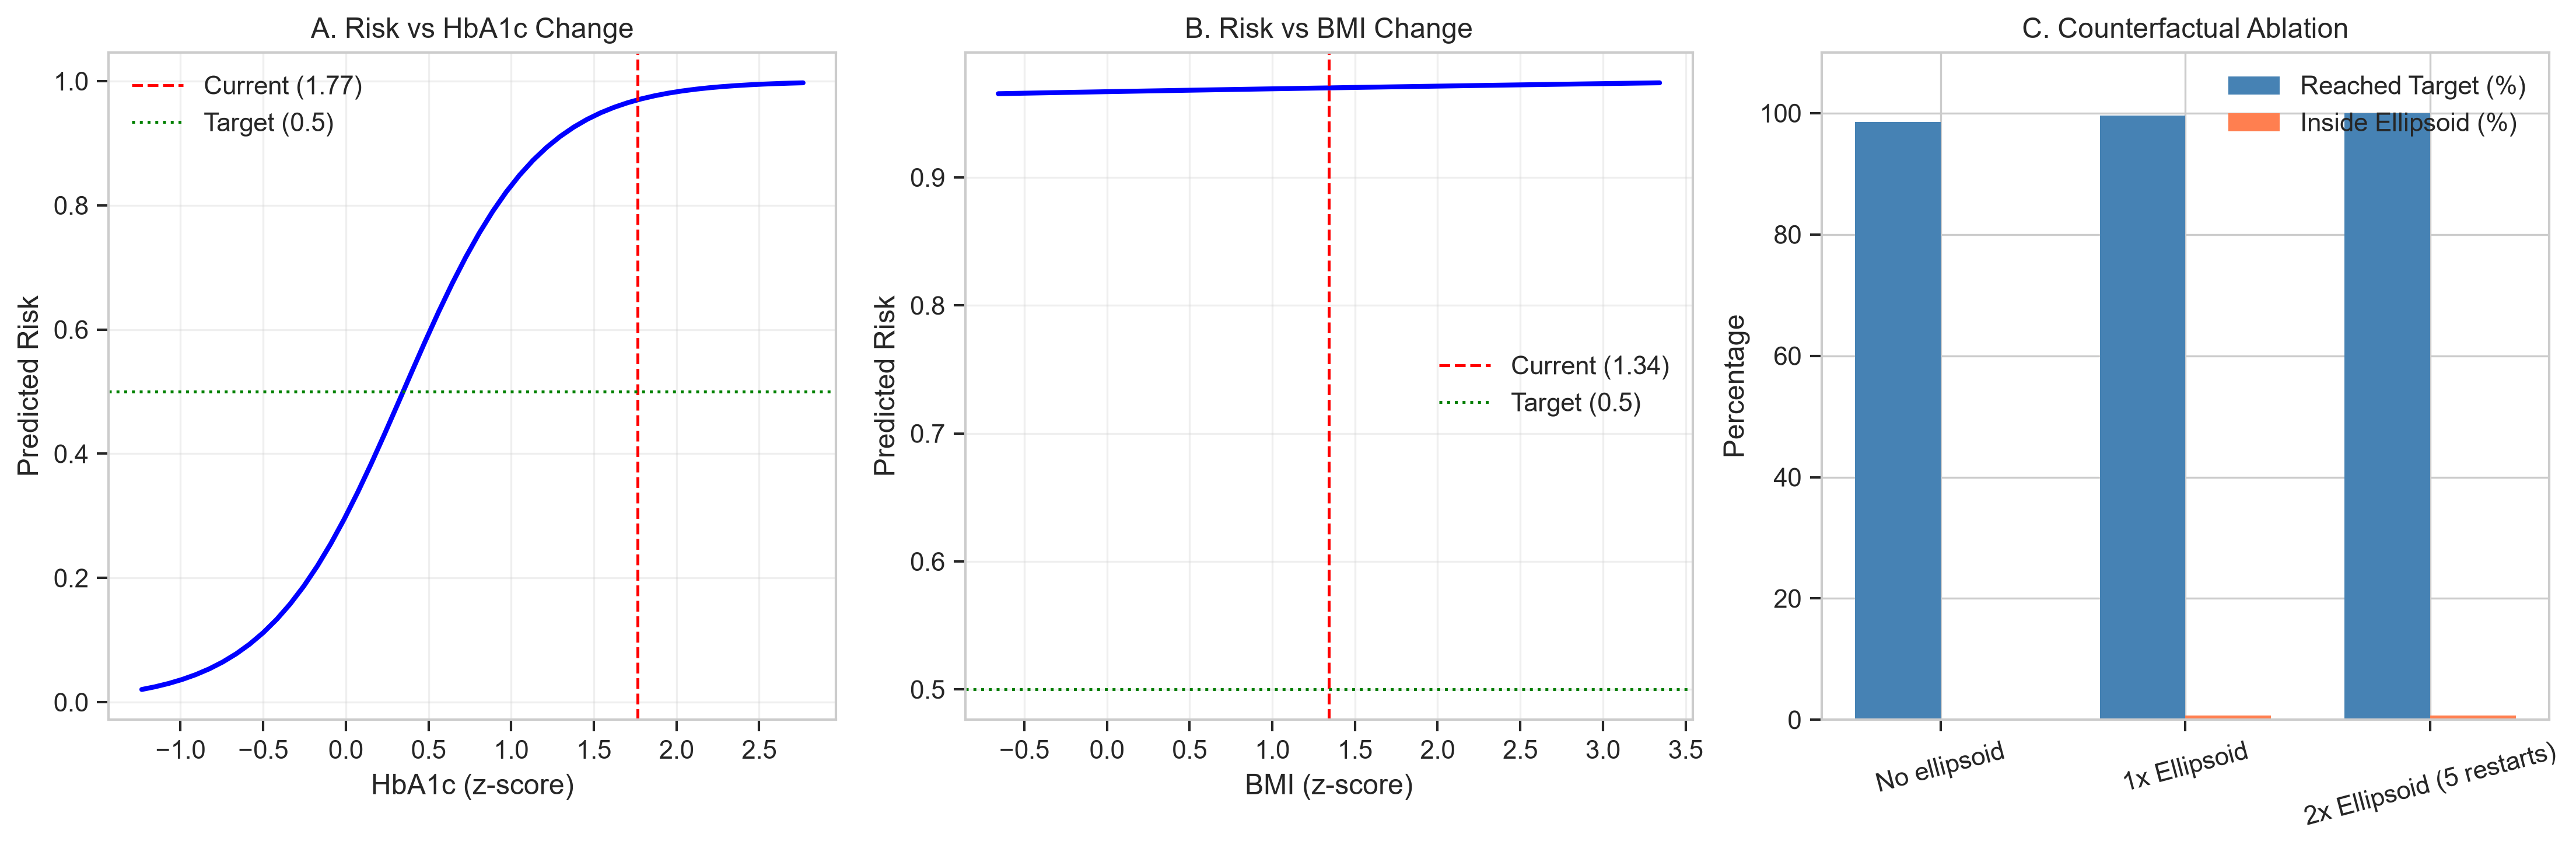 A. Risk vs HbA1c Change
Current (1.77)
Target (0.5)
Predicted Risk
1.0
0.8
0.6
0.4
0.2
0.0
−1.0 −0.5 0.0 0.5 1.0 1.5 2.0 2.5
HbA1c (z-score)
B. Risk vs BMI Change
Predicted Risk
0.9
0.8
0.7
0.6
0.5
Current (1.34)
Target (0.5)
−0.5 0.0 0.5 1.0 1.5 2.0 2.5 3.0 3.5
BMI (z-score)
C. Counterfactual Ablation
Reached Target (%)
Inside Ellipsoid (%)
Percentage
100
80
60
40
20
0
No ellipsoid
1x Ellipsoid
2x Ellipsoid (5 restarts)